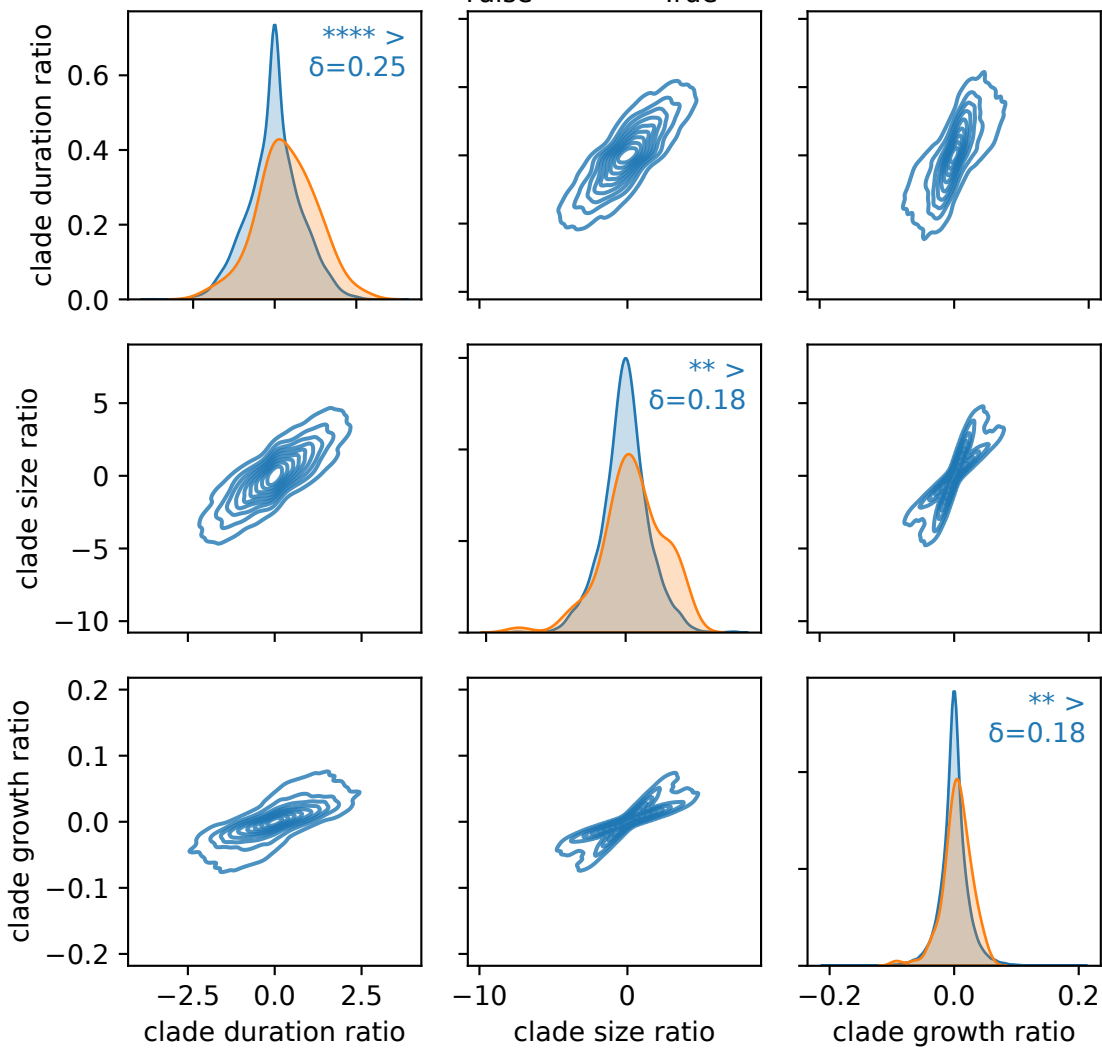 clade duration ratio
0.6
0.4
0.2
0.0
**** >
δ=0.25
clade size ratio
5
0
−5
−10
** >
δ=0.18
clade growth ratio
0.2
0.1
0.0
−0.1
−0.2
** >
δ=0.18
−2.5 0.0 2.5
−10 0
−0.2 0.0 0.2
clade duration ratio
clade size ratio
clade growth ratio